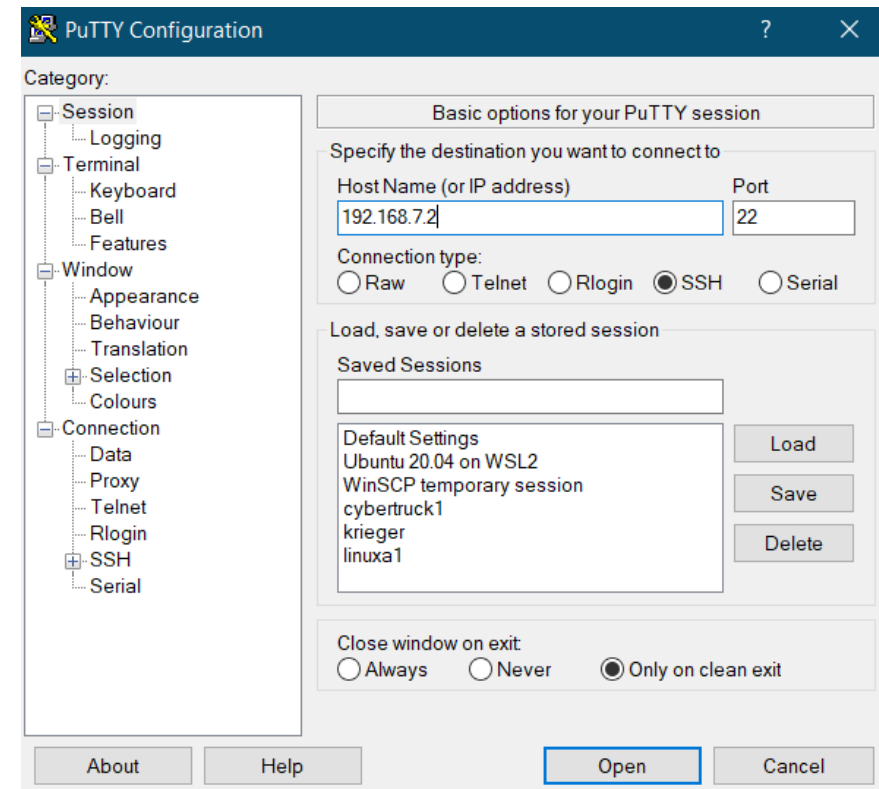 PuTTY Configuration
?
Category:
Session
Logging
Terminal
Keyboard
Bell
Features
Window
Appearance
Behaviour
Translation
Selection
Colours
Connection
Data
Proxy
Telnet
Rlogin
SSH
Serial
Basic options for your PuTTY session
Specify the destination you want to connect to
Host Name (or IP address) Port
192.168.7.2 22
Connection type:
Raw Telnet Rlogin SSH Serial
Load, save or delete a stored session
Saved Sessions
Default Settings
Ubuntu 20.04 on WSL2
WinSCP temporary session
cybertruck1
krieger
linuxa1
Load
Save
Delete
Close window on exit:
Always Never Only on clean exit
About Help Open Cancel